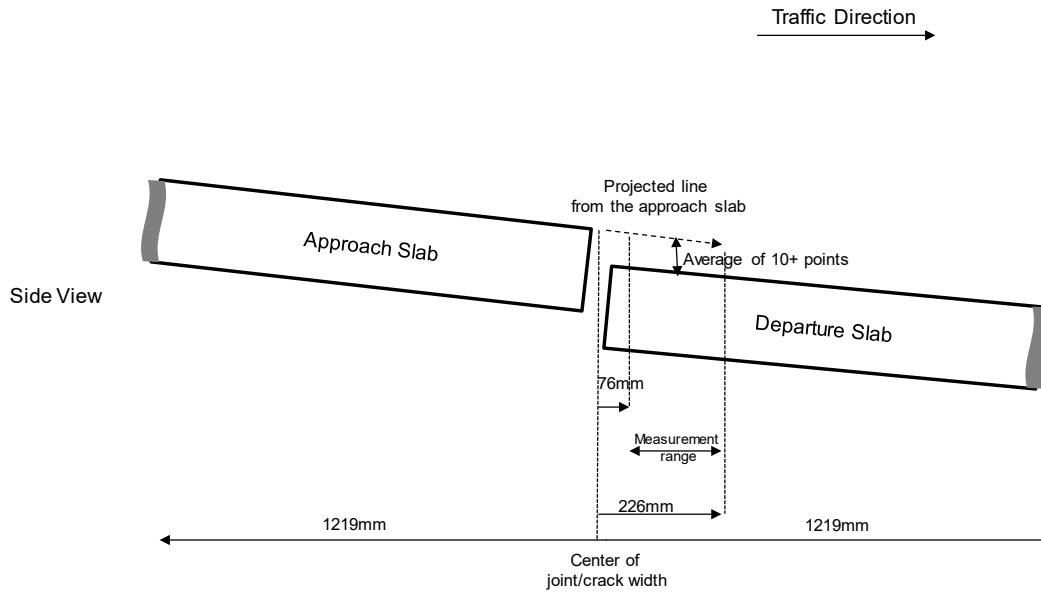 Traffic Direction
Projected line
from the approach slab
Approach Slab
Average of 10+ points
Side View
Departure Slab
76mm
Measurement
range
226mm
1219mm
1219mm
Center of
joint/crack width